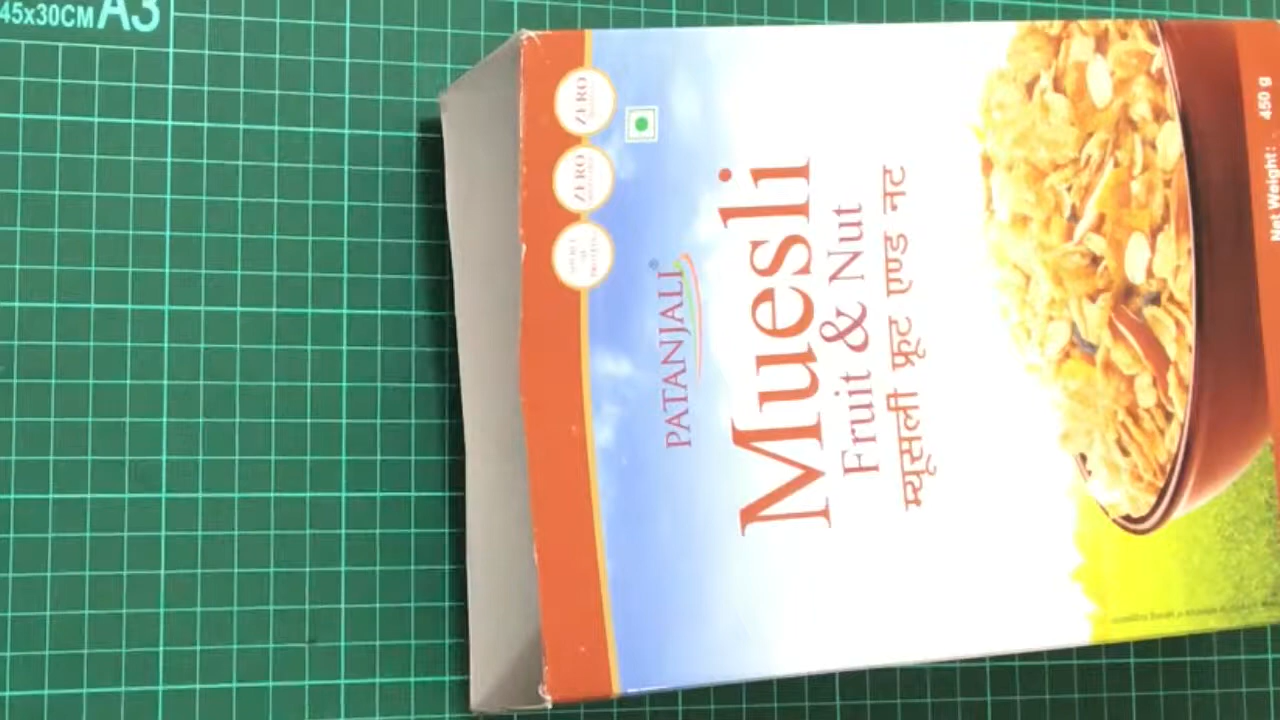 45x30CM A3
ZERO
ZERO
PATANJALI®
Muesli
Fruit & Nut
म्यूसली फ्रूट एण्ड नट
Net Weight: 450 g